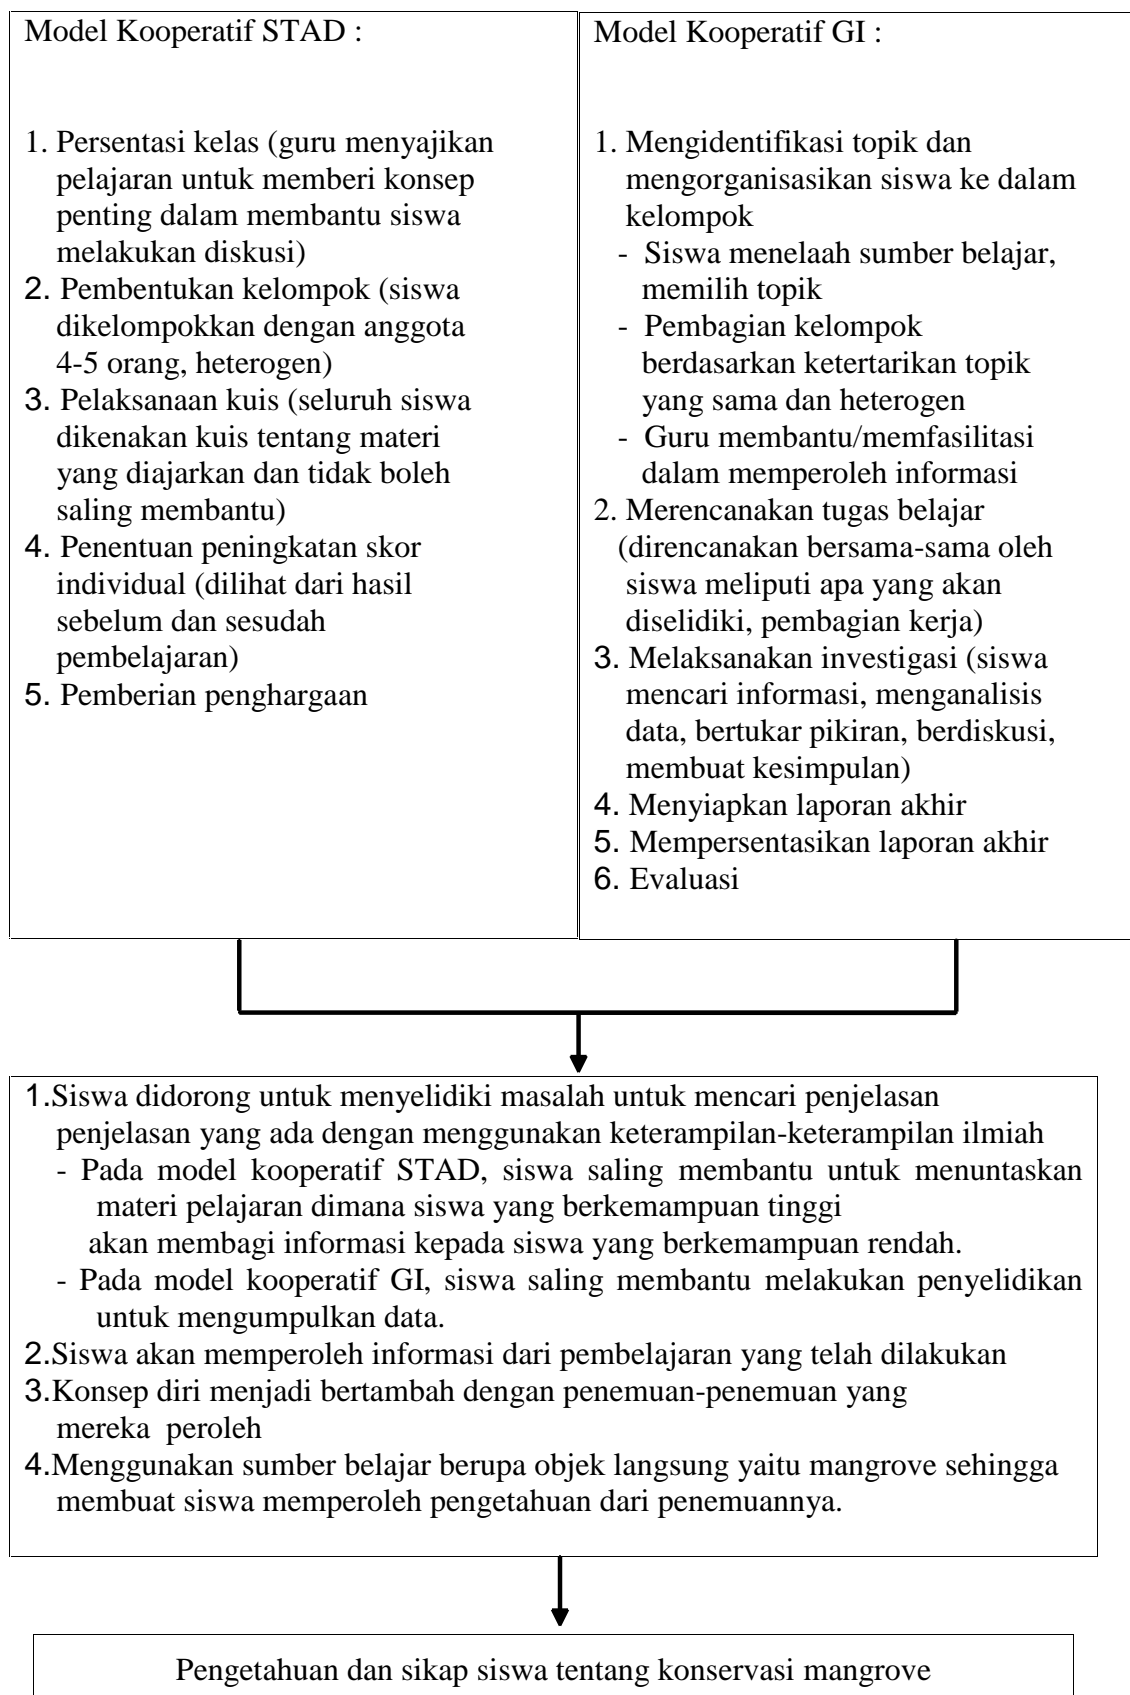 Model Kooperatif STAD :
1. Persentasi kelas (guru menyajikan
pelajaran untuk memberi konsep
penting dalam membantu siswa
melakukan diskusi)
2. Pembentukan kelompok (siswa
dikelompokkan dengan anggota
4-5 orang, heterogen)
3. Pelaksanaan kuis (seluruh siswa
dikenakan kuis tentang materi
yang diajarkan dan tidak boleh
saling membantu)
4. Penentuan peningkatan skor
individual (dilihat dari hasil
sebelum dan sesudah
pembelajaran)
5. Pemberian penghargaan
Model Kooperatif GI :
1. Mengidentifikasi topik dan
mengorganisasikan siswa ke dalam
kelompok
- Siswa menelaah sumber belajar,
memilih topik
- Pembagian kelompok
berdasarkan ketertarikan topik
yang sama dan heterogen
- Guru membantu/memfasilitasi
dalam memperoleh informasi
2. Merencanakan tugas belajar
(direncanakan bersama-sama oleh
siswa meliputi apa yang akan
diselidiki, pembagian kerja)
3. Melaksanakan investigasi (siswa
mencari informasi, menganalisis
data, bertukar pikiran, berdiskusi,
membuat kesimpulan)
4. Menyiapkan laporan akhir
5. Mempersentasikan laporan akhir
6. Evaluasi
1.Siswa didorong untuk menyelidiki masalah untuk mencari penjelasan
penjelasan yang ada dengan menggunakan keterampilan-keterampilan ilmiah
- Pada model kooperatif STAD, siswa saling membantu untuk menuntaskan
materi pelajaran dimana siswa yang berkemampuan tinggi
akan membagi informasi kepada siswa yang berkemampuan rendah.
- Pada model kooperatif GI, siswa saling membantu melakukan penyelidikan
untuk mengumpulkan data.
2.Siswa akan memperoleh informasi dari pembelajaran yang telah dilakukan
3.Konsep diri menjadi bertambah dengan penemuan-penemuan yang
mereka peroleh
4.Menggunakan sumber belajar berupa objek langsung yaitu mangrove sehingga
membuat siswa memperoleh pengetahuan dari penemuannya.
Pengetahuan dan sikap siswa tentang konservasi mangrove